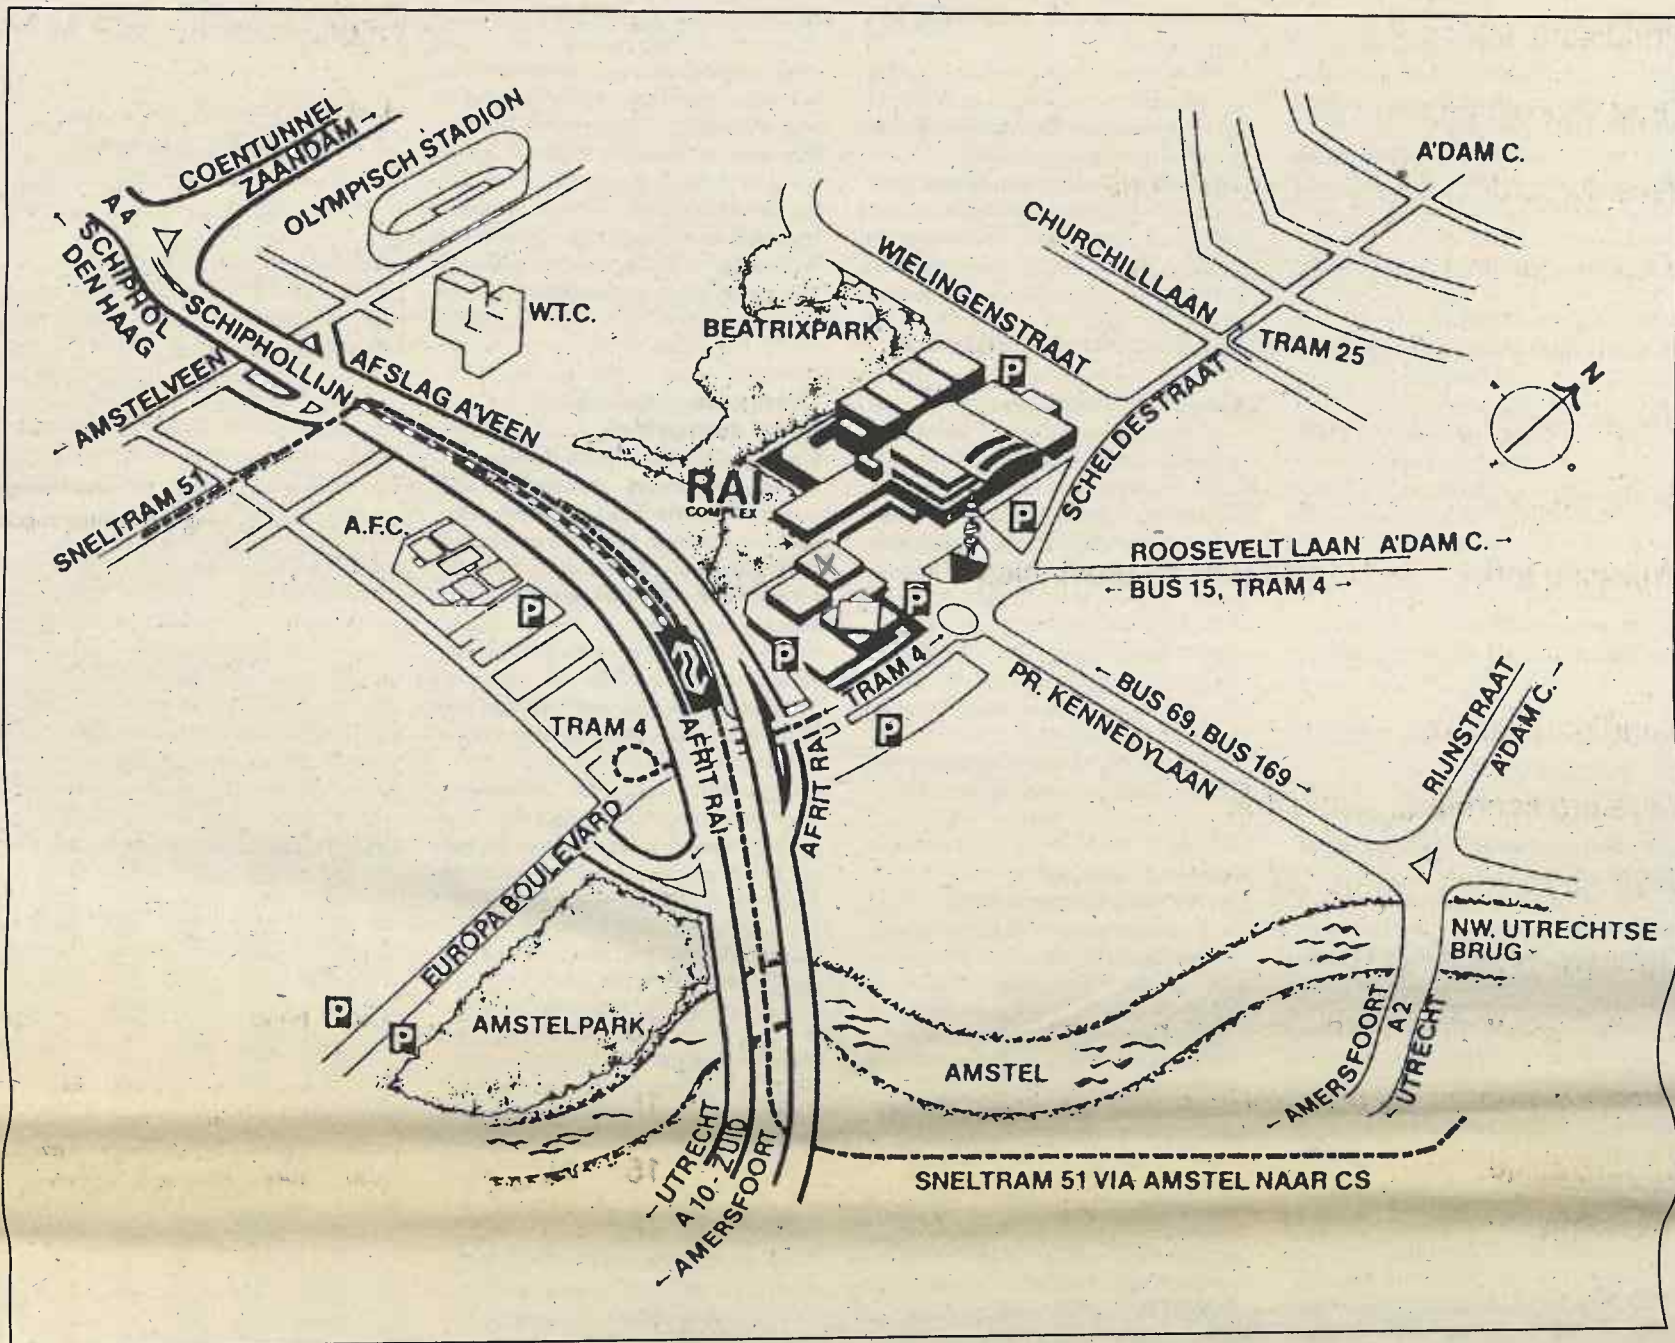 COENTUNNEL
ZAANDAM →
OLYMPISCH STADION
A4
← SCHIPHOL
DEN HAAG
SCHIPHOLLIJN
AFSLAG A'VEEN
← AMSTELVEEN
SNELTRAM 51
W.T.C.
BEATRIXPARK
WIELINGENSTRAAT
CHURCHILLLAAN
A'DAM C.
TRAM 25
SCHELDESTRAAT
N
P
P
RAI
COMPLEX
4
A.F.C.
P
P
P
ROOSEVELT LAAN A'DAM C. →
← BUS 15, TRAM 4 →
← TRAM 4 →
P
TRAM 4
AFRIT RAI
AFRIT RAI
← BUS 69, BUS 169 →
PR. KENNEDYLAAN
RIJNSTRAAT
A'DAM C. →
EUROPA BOULEVARD
P
P
AMSTELPARK
AMSTEL
NW. UTRECHTSE
BRUG
← AMERSFOORT
A2
← UTRECHT
← UTRECHT
A 10 - ZUID
← AMERSFOORT
SNELTRAM 51 VIA AMSTEL NAAR CS